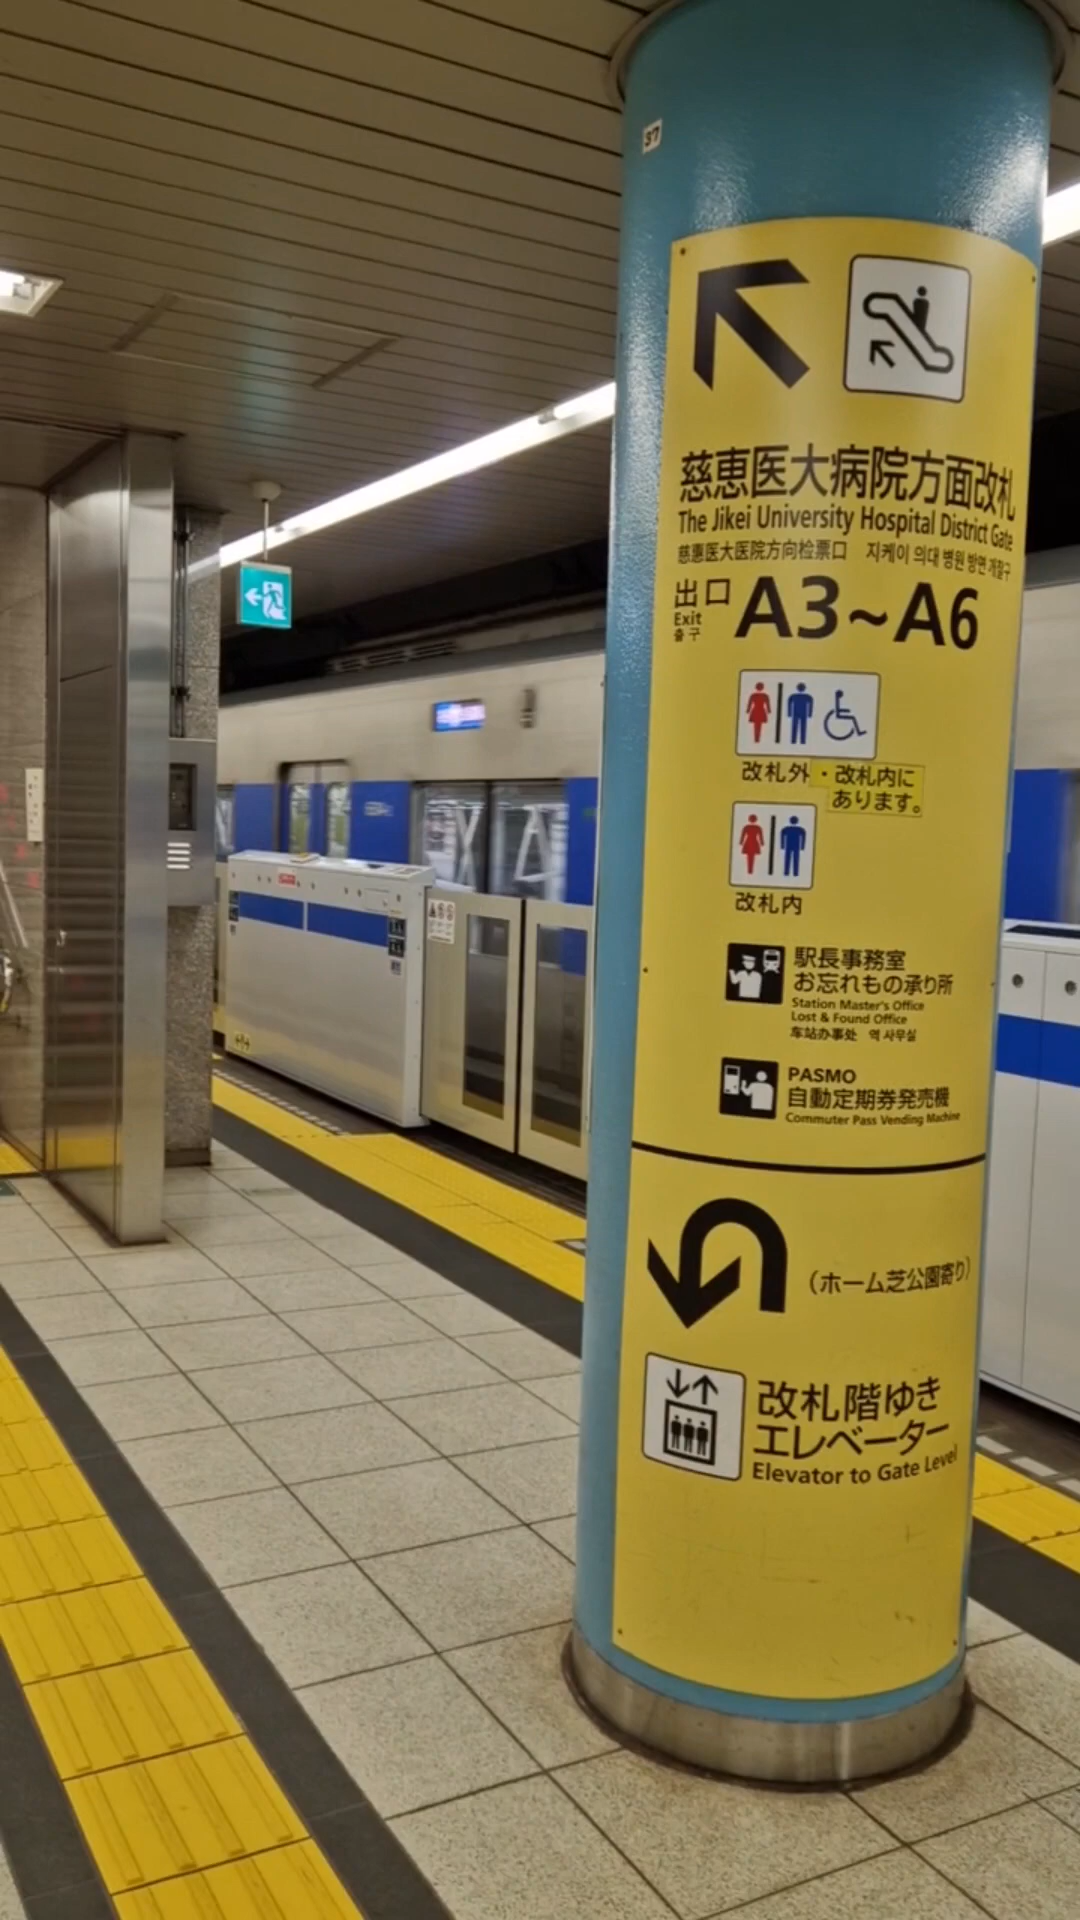 37
慈恵医大病院方面改札
The Jikei University Hospital District Gate
慈惠医大医院方向检票口 지케이 의대 병원 방면 개찰구
出口 A3~A6
Exit
출구
改札外・改札内に
あります。
改札内
駅長事務室
お忘れもの承り所
Station Master's Office
Lost & Found Office
车站办事处 역 사무실
PASMO
自動定期券発売機
Commuter Pass Vending Machine
(ホーム芝公園寄り)
改札階ゆき
エレベーター
Elevator to Gate Level